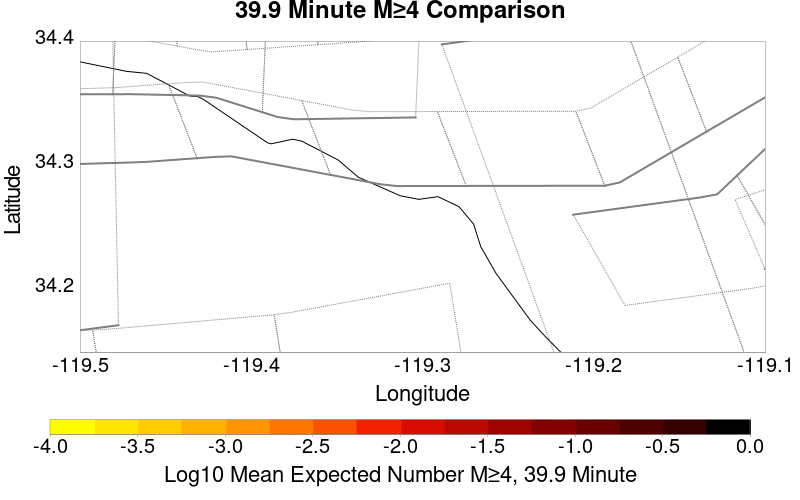 39.9 Minute M≥4 Comparison
34.4
34.3
34.2
Latitude
-119.5 -119.4 -119.3 -119.2 -119.1
Longitude
-4.0 -3.5 -3.0 -2.5 -2.0 -1.5 -1.0 -0.5 0.0
Log10 Mean Expected Number M≥4, 39.9 Minute